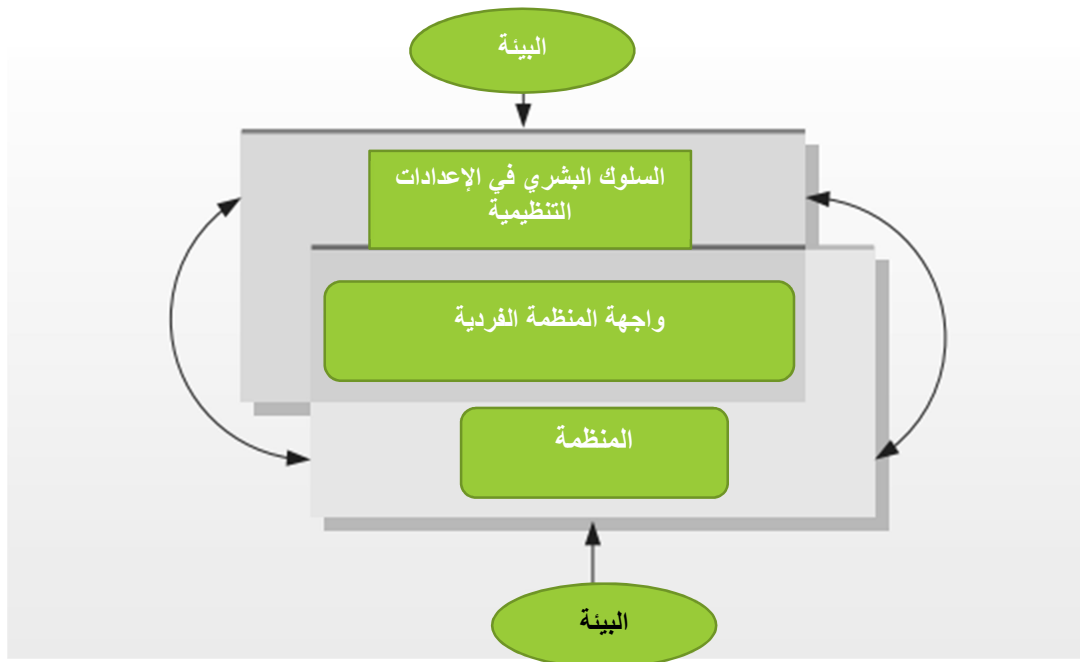 البيئة
السلوك البشري في الإعدادات
التنظيمية
واجهة المنظمة الفردية
المنظمة
البيئة